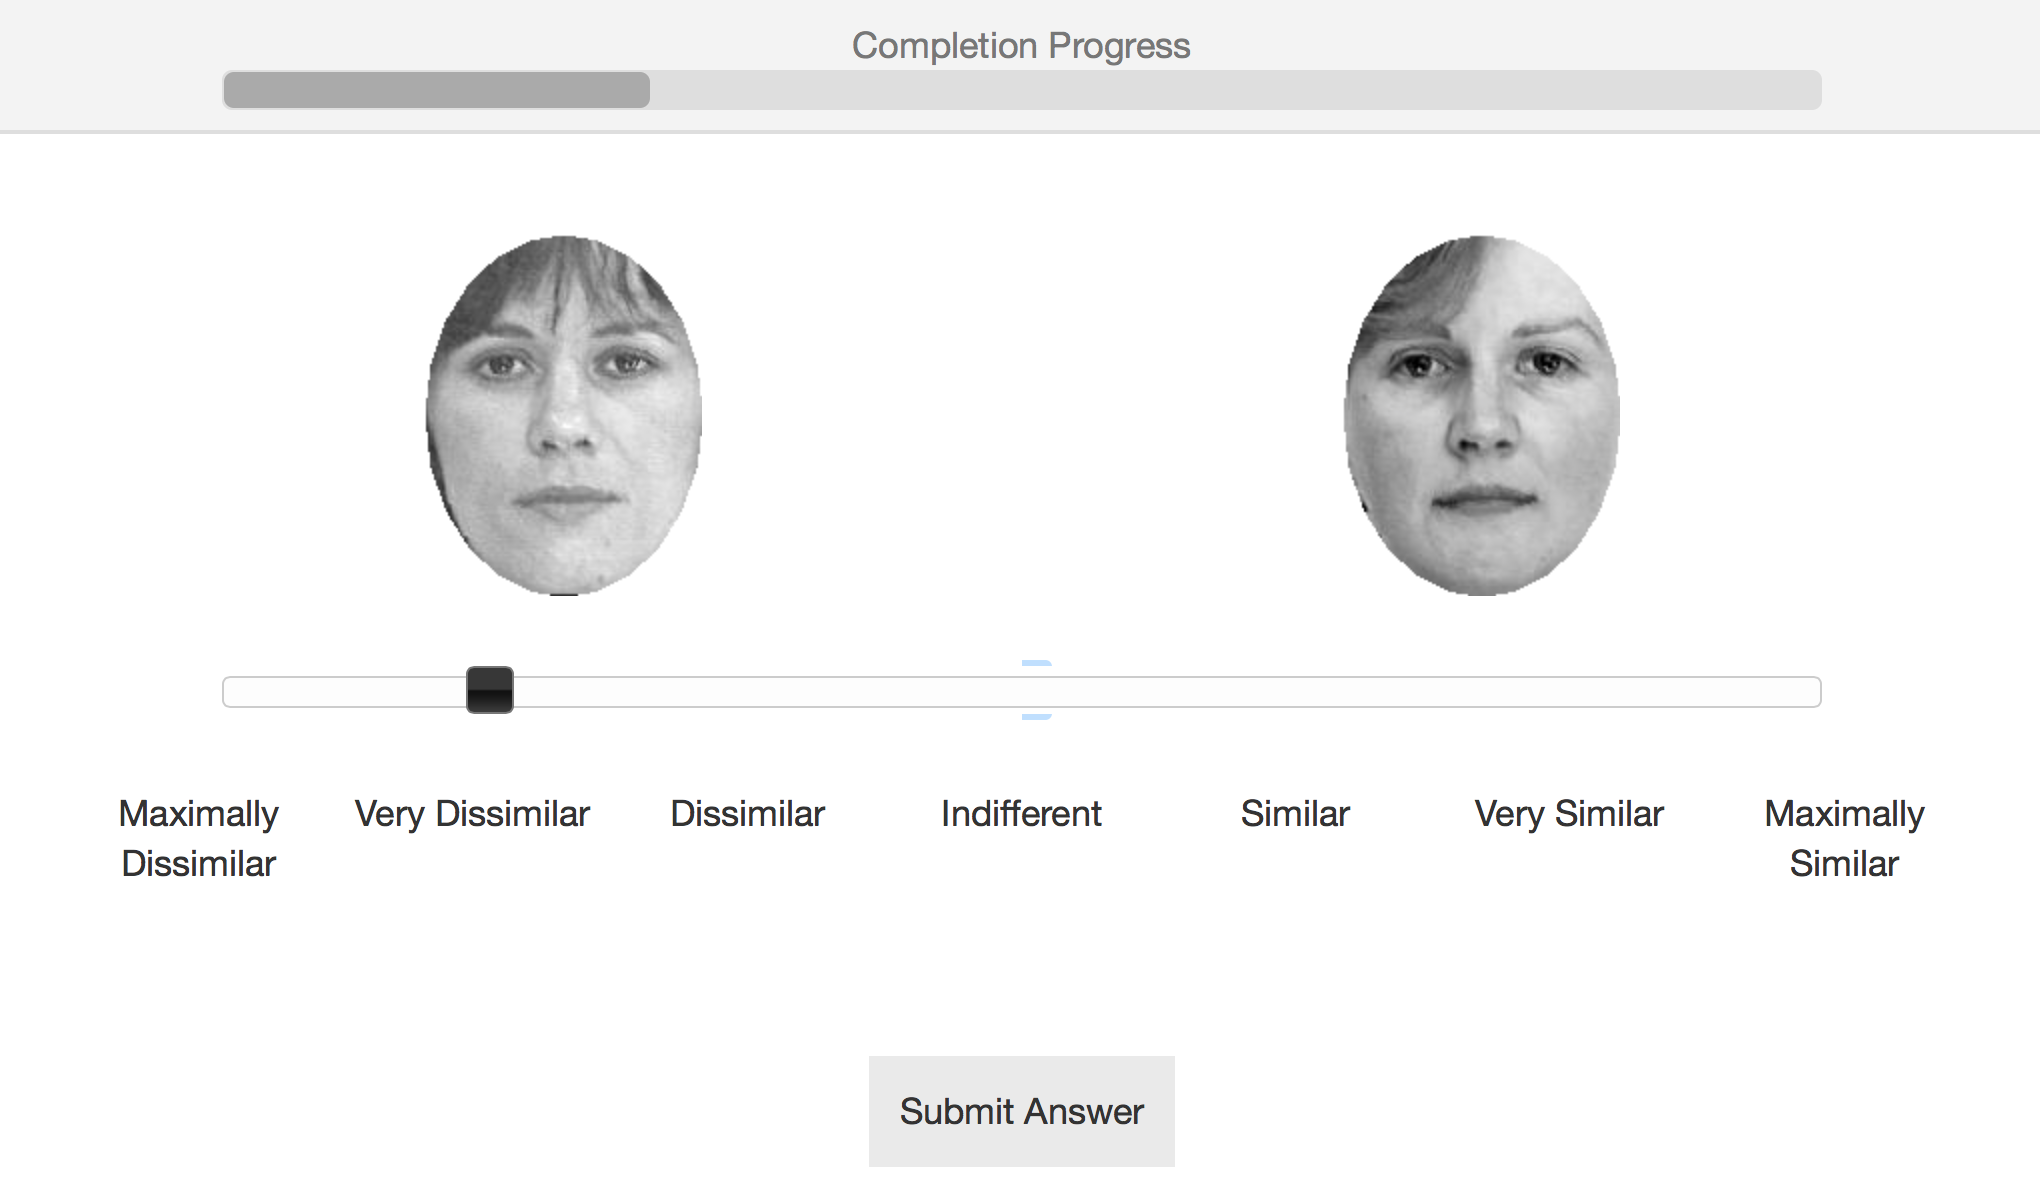 Completion Progress
Maximally Dissimilar
Very Dissimilar
Dissimilar
Indifferent
Similar
Very Similar
Maximally Similar
Submit Answer